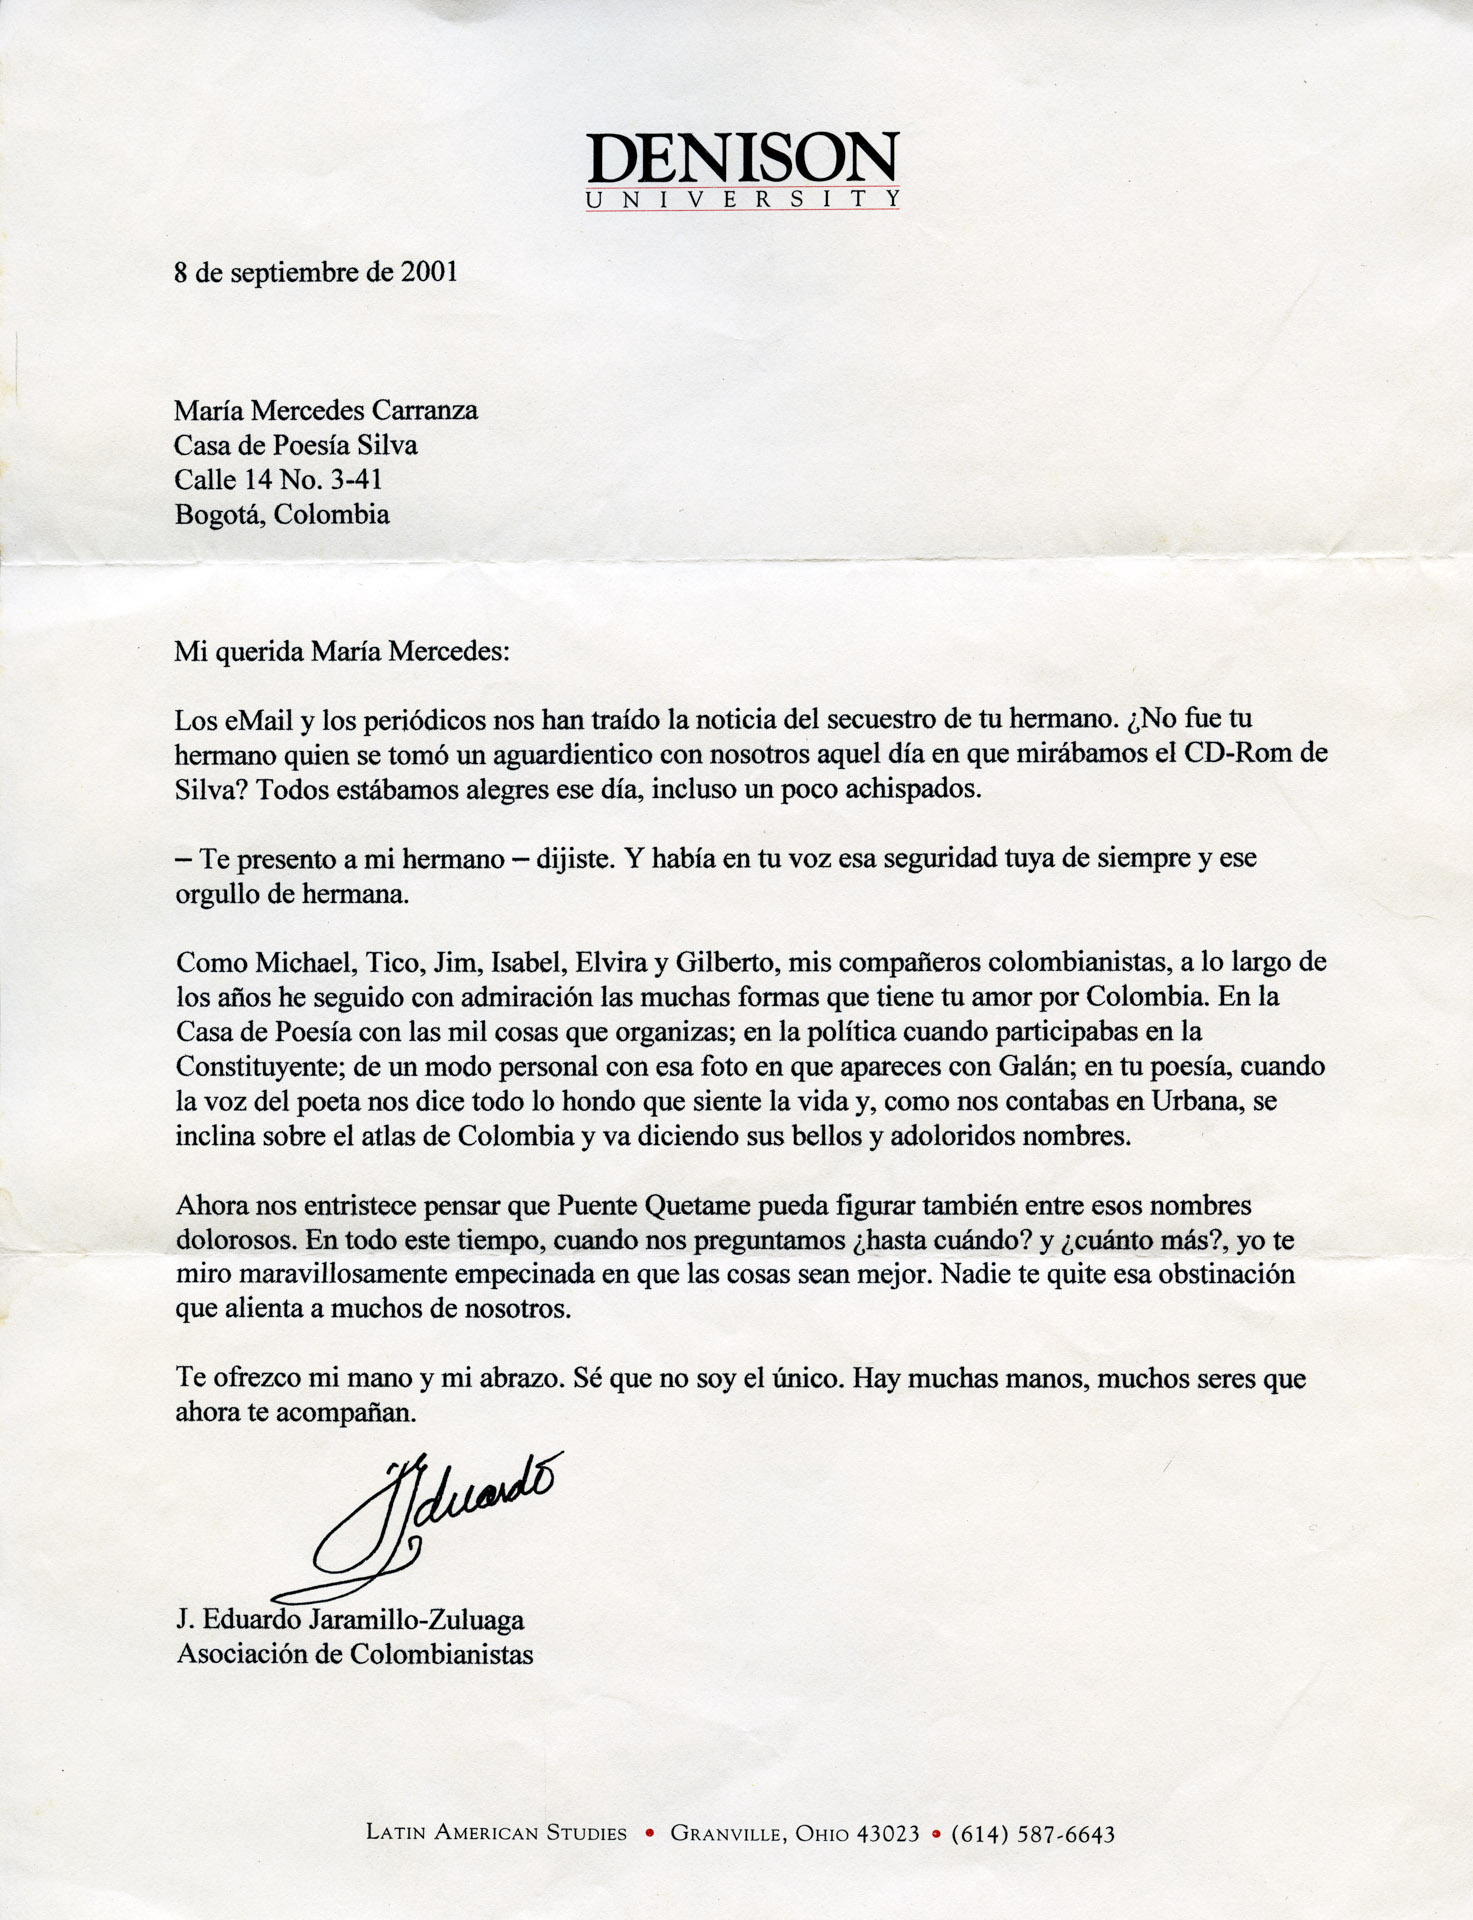 DENISON
UNIVERSITY
8 de septiembre de 2001
María Mercedes Carranza
Casa de Poesía Silva
Calle 14 No. 3-41
Bogotá, Colombia
Mi querida María Mercedes:
Los eMail y los periódicos nos han traído la noticia del secuestro de tu hermano. ¿No fue tu
hermano quien se tomó un aguardientico con nosotros aquel día en que mirábamos el CD-Rom de
Silva? Todos estábamos alegres ese día, incluso un poco achispados.
– Te presento a mi hermano – dijiste. Y había en tu voz esa seguridad tuya de siempre y ese
orgullo de hermana.
Como Michael, Tico, Jim, Isabel, Elvira y Gilberto, mis compañeros colombianistas, a lo largo de
los años he seguido con admiración las muchas formas que tiene tu amor por Colombia. En la
Casa de Poesía con las mil cosas que organizas; en la política cuando participabas en la
Constituyente; de un modo personal con esa foto en que apareces con Galán; en tu poesía, cuando
la voz del poeta nos dice todo lo hondo que siente la vida y, como nos contabas en Urbana, se
inclina sobre el atlas de Colombia y va diciendo sus bellos y adoloridos nombres.
Ahora nos entristece pensar que Puente Quetame pueda figurar también entre esos nombres
dolorosos. En todo este tiempo, cuando nos preguntamos ¿hasta cuándo? y ¿cuánto más?, yo te
miro maravillosamente empecinada en que las cosas sean mejor. Nadie te quite esa obstinación
que alienta a muchos de nosotros.
Te ofrezco mi mano y mi abrazo. Sé que no soy el único. Hay muchas manos, muchos seres que
ahora te acompañan.
Eduardo
J. Eduardo Jaramillo-Zuluaga
Asociación de Colombianistas
LATIN AMERICAN STUDIES • GRANVILLE, OHIO 43023 • (614) 587-6643